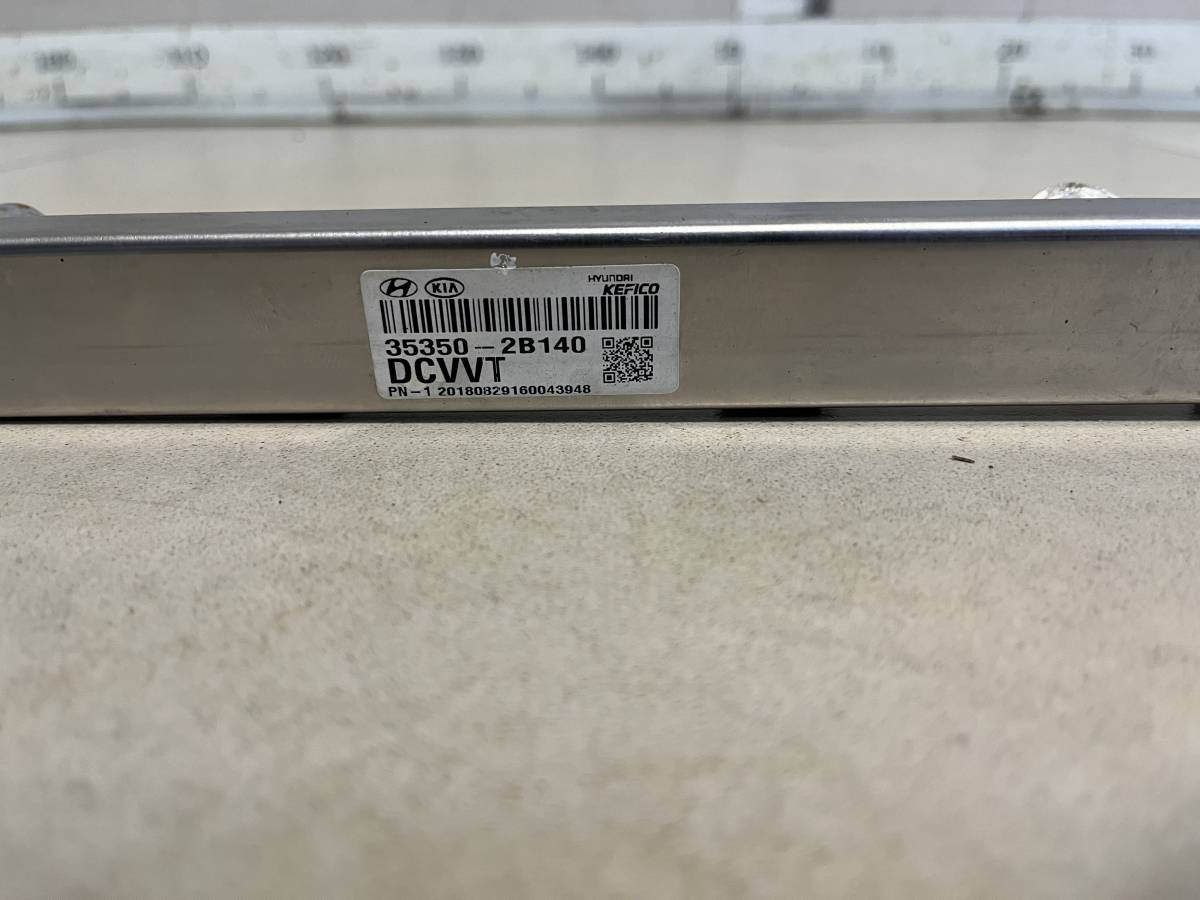 KIA
HYUNDAI
KEFICO
35350-2B140
DCVVT
PN-1 20180829160043948